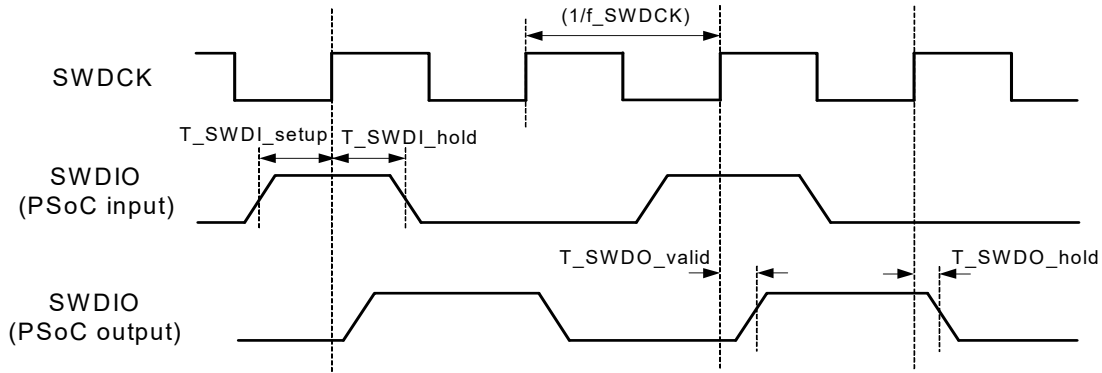 (1/f_SWDCK)
SWDCK
T_SWDI_setup T_SWDI_hold
SWDIO
(PSoC input)
T_SWDO_valid T_SWDO_hold
SWDIO
(PSoC output)